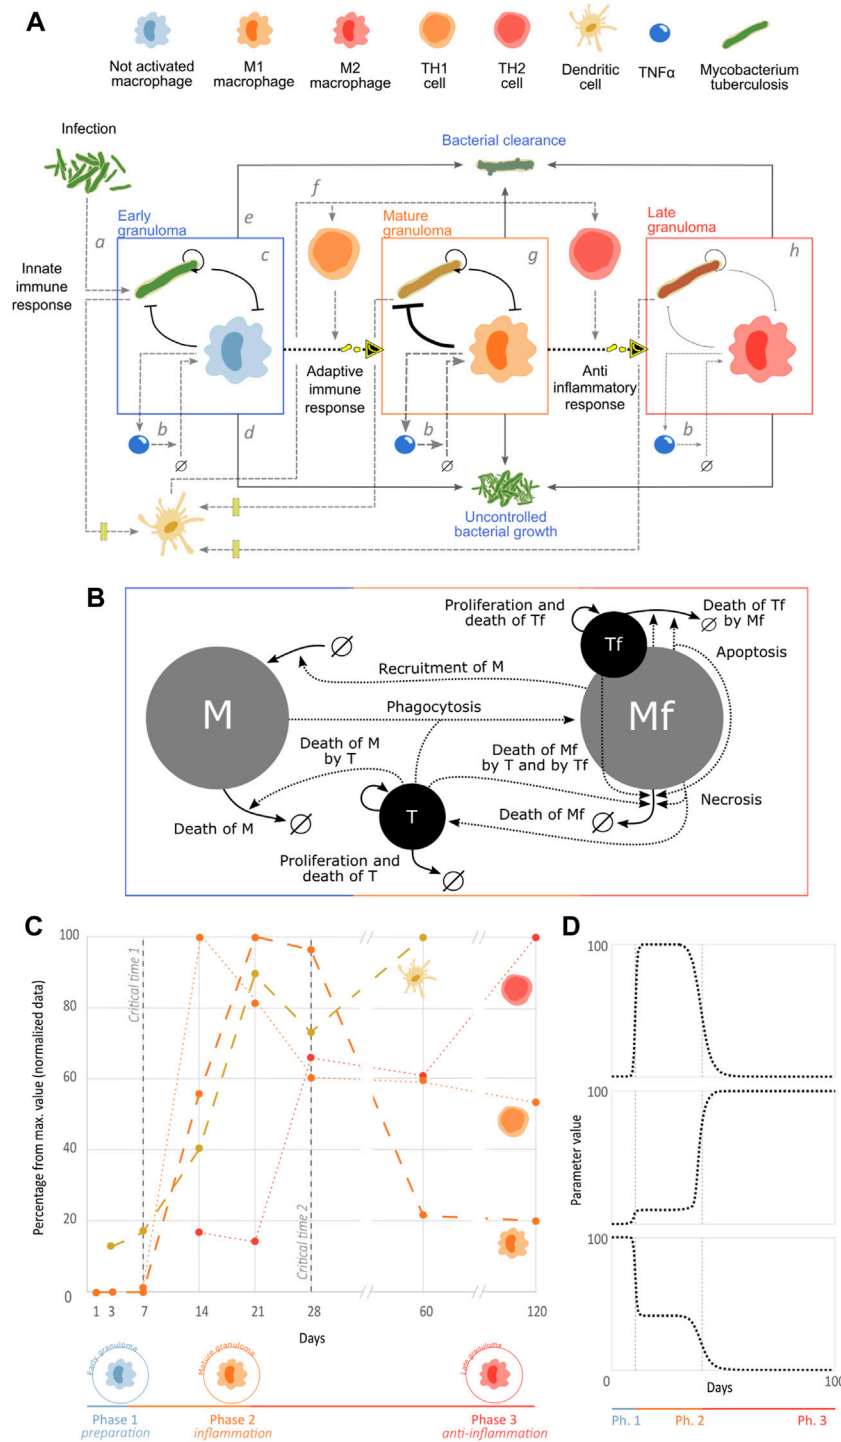 A
Not activated
macrophage
M1
macrophage
M2
macrophage
TH1
cell
TH2
cell
Dendritic
cell
TNFα
Mycobacterium
tuberculosis
Infection
Bacterial clearance
a
e
f
Early
granuloma
Mature
granuloma
Late
granuloma
c
g
h
Innate
immune
response
Adaptive
immune
response
Anti
inflammatory
response
b
b
b
∅
∅
∅
d
Uncontrolled
bacterial growth
B
Proliferation and
death of Tf
Death of Tf
∅ by Mf
Tf
∅
Recruitment of M
Apoptosis
M
Phagocytosis
Mf
Death of M
by T
Death of Mf
by T and by Tf
Necrosis
Death of M
∅
T
Death of Mf
∅
Proliferation and
death of T
∅
C
Percentage from max. value (normalized data)
100
80
60
40
20
0
Critical time 1
Critical time 2
1 3 7 14 21 28 60 120
Days
Early granuloma
Mature granuloma
Late granuloma
Phase 1
preparation
Phase 2
inflammation
Phase 3
anti-inflammation
D
100
100
100
Parameter value
0 Days 100
Ph. 1 Ph. 2 Ph. 3